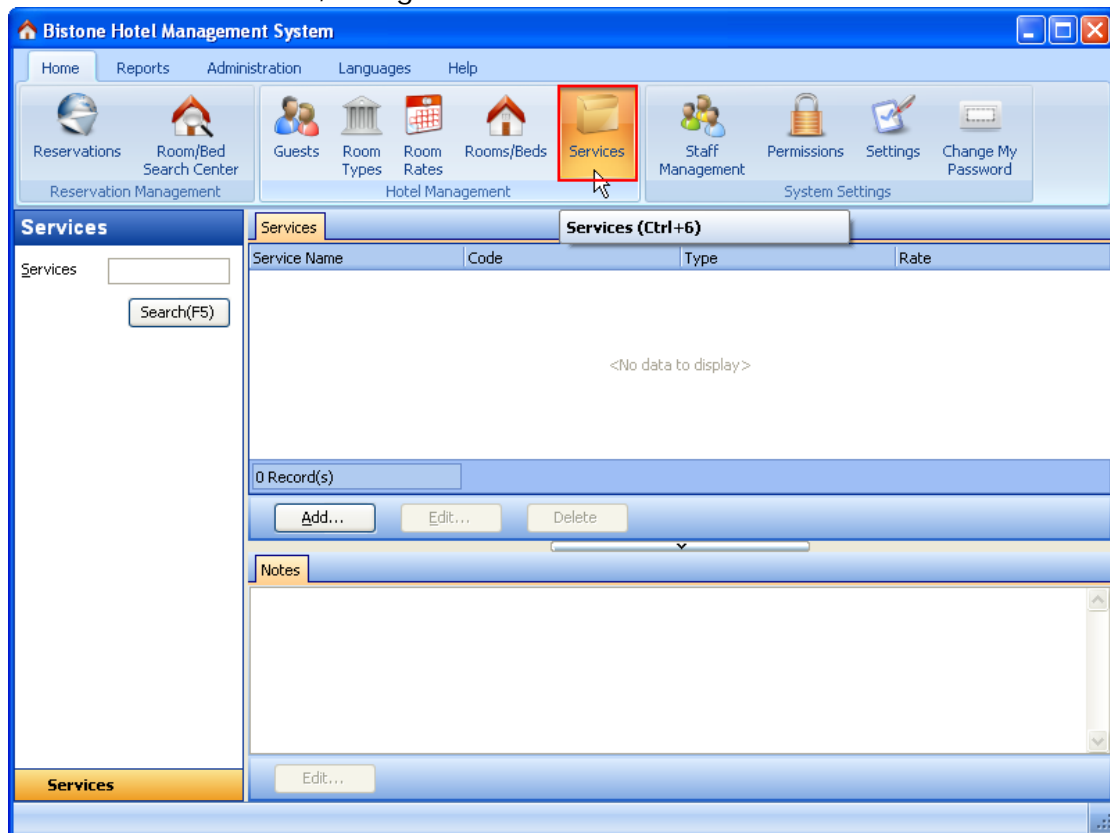 Bistone Hotel Management System
Home Reports Administration Languages Help
Reservations Room/Bed Search Center Guests Room Types Room Rates Rooms/Beds Services Staff Management Permissions Settings Change My Password
Reservation Management Hotel Management System Settings
Services
Services
Services (Ctrl+6)
Services
Search(F5)
Service Name Code Type Rate
<No data to display>
0 Record(s)
Add... Edit... Delete
Notes
Edit...
Services